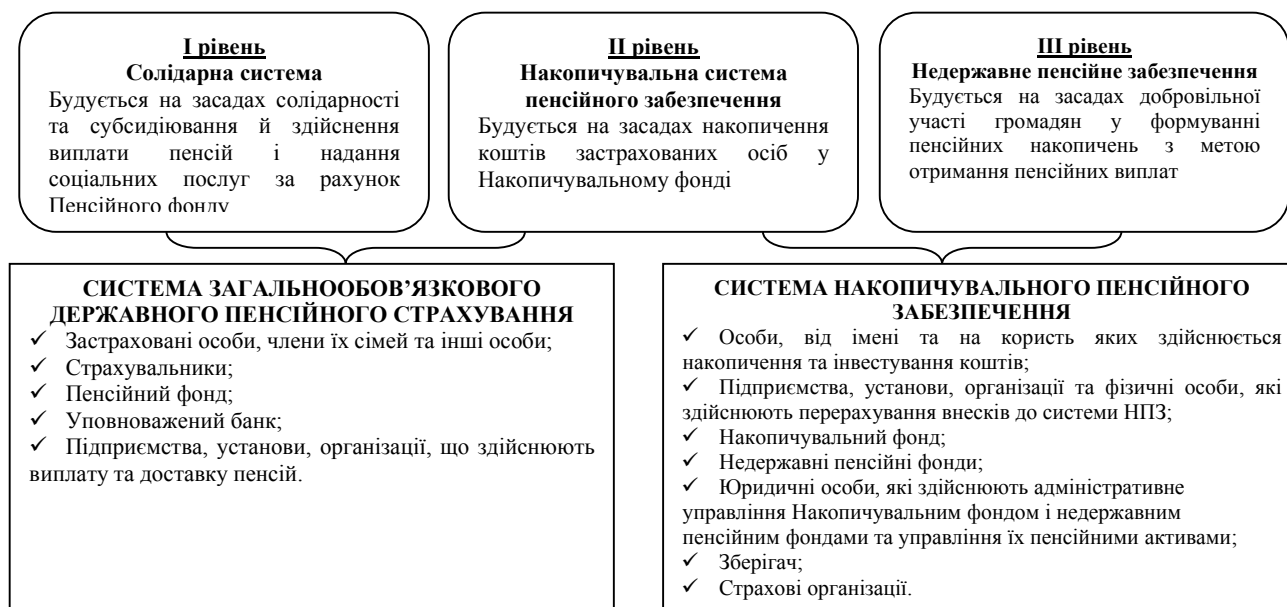 І рівень
Солідарна система
Будується на засадах солідарності
та субсидіювання й здійснення
виплати пенсій і надання
соціальних послуг за рахунок
Пенсійного фонду
ІІ рівень
Накопичувальна система
пенсійного забезпечення
Будується на засадах накопичення
коштів застрахованих осіб у
Накопичувальному фонді
ІІІ рівень
Недержавне пенсійне забезпечення
Будується на засадах добровільної
участі громадян у формуванні
пенсійних накопичень з метою
отримання пенсійних виплат
СИСТЕМА ЗАГАЛЬНООБОВ’ЯЗКОВОГО
ДЕРЖАВНОГО ПЕНСІЙНОГО СТРАХУВАННЯ
✓ Застраховані особи, члени їх сімей та інші особи;
✓ Страхувальники;
✓ Пенсійний фонд;
✓ Уповноважений банк;
✓ Підприємства, установи, організації, що здійснюють
виплату та доставку пенсій.
СИСТЕМА НАКОПИЧУВАЛЬНОГО ПЕНСІЙНОГО
ЗАБЕЗПЕЧЕННЯ
✓ Особи, від імені та на користь яких здійснюється
накопичення та інвестування коштів;
✓ Підприємства, установи, організації та фізичні особи, які
здійснюють перерахування внесків до системи НПЗ;
✓ Накопичувальний фонд;
✓ Недержавні пенсійні фонди;
✓ Юридичні особи, які здійснюють адміністративне
управління Накопичувальним фондом і недержавним
пенсійним фондами та управління їх пенсійними активами;
✓ Зберігач;
✓ Страхові організації.